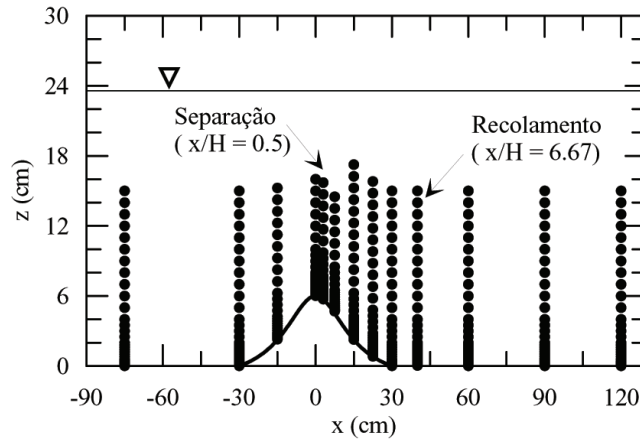 30
24
18
12
6
0
z (cm)
Separação
( x/H = 0.5)
Recolamento
( x/H = 6.67)
-90 -60 -30 0 30 60 90 120
x (cm)